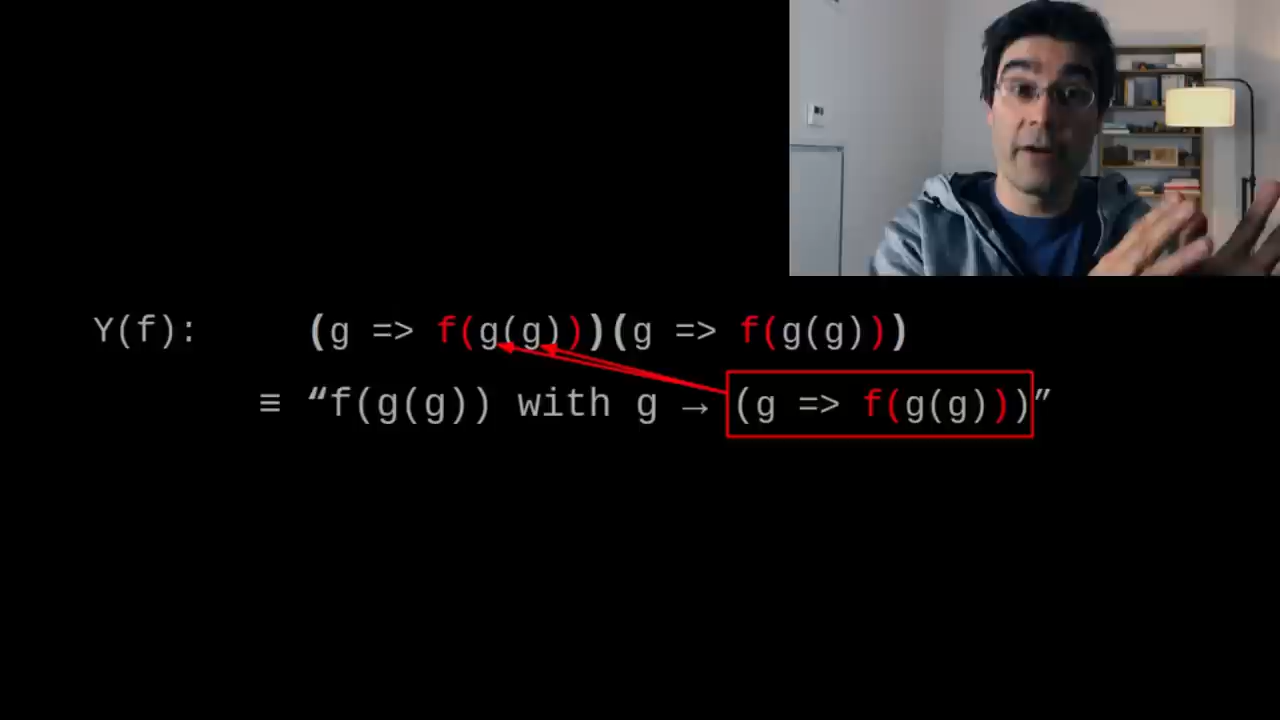 Y(f): (g => f(g(g)))(g => f(g(g)))
≡ “f(g(g)) with g → (g => f(g(g)))”